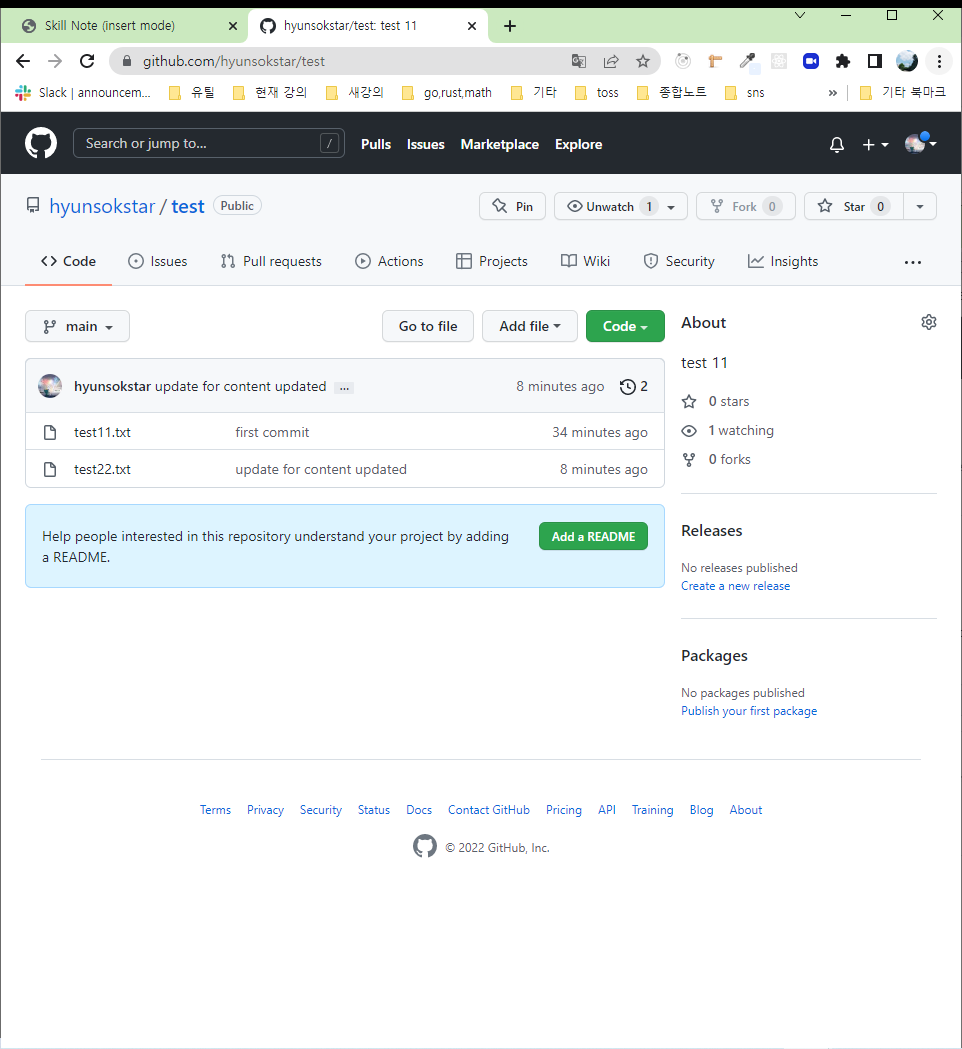 Skill Note (insert mode)
hyunsokstar/test: test 11
github.com/hyunsokstar/test
Slack | announcem... 유틸 현재 강의 새강의 go,rust,math 기타 toss 종합노트 sns » 기타 북마크
Search or jump to... / Pulls Issues Marketplace Explore
hyunsokstar / test Public Pin Unwatch 1 Fork 0 Star 0
Code Issues Pull requests Actions Projects Wiki Security Insights ...
main Go to file Add file Code
hyunsokstar update for content updated ... 8 minutes ago 2
test11.txt first commit 34 minutes ago
test22.txt update for content updated 8 minutes ago
Help people interested in this repository understand your project by adding
a README.
Add a README
About
test 11
0 stars
1 watching
0 forks
Releases
No releases published
Create a new release
Packages
No packages published
Publish your first package
Terms Privacy Security Status Docs Contact GitHub Pricing API Training Blog About
© 2022 GitHub, Inc.